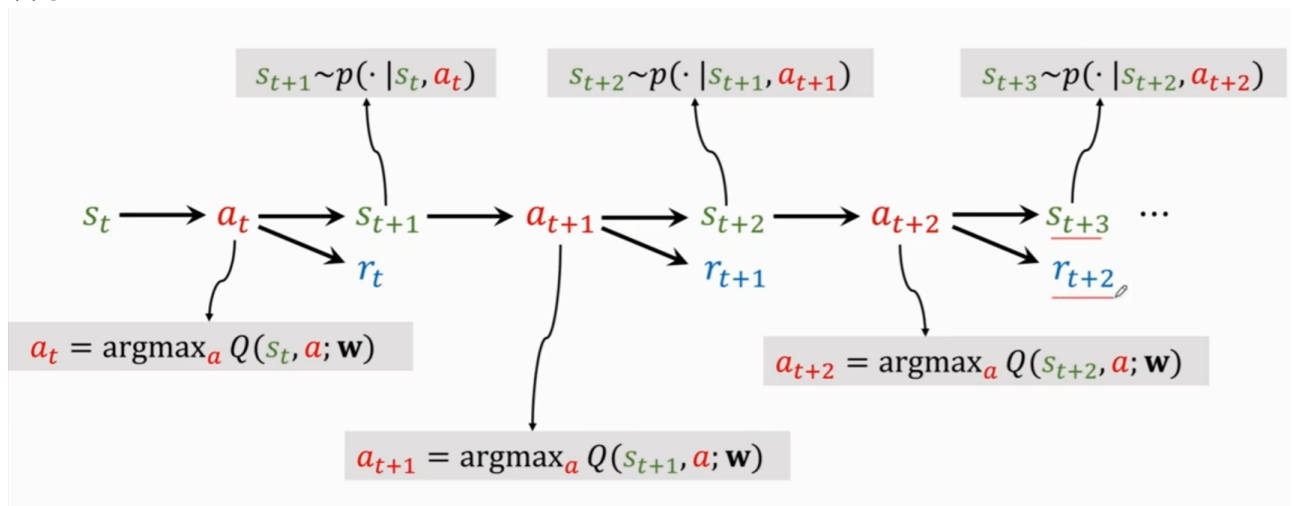 s_{t+1}~p(· |s_t, a_t) s_{t+2}~p(· |s_{t+1}, a_{t+1}) s_{t+3}~p(· |s_{t+2}, a_{t+2})
s_t a_t s_{t+1} a_{t+1} s_{t+2} a_{t+2} s_{t+3} ···
r_t r_{t+1} r_{t+2}
a_t = argmax_a Q(s_t, a; w)
a_{t+2} = argmax_a Q(s_{t+2}, a; w)
a_{t+1} = argmax_a Q(s_{t+1}, a; w)